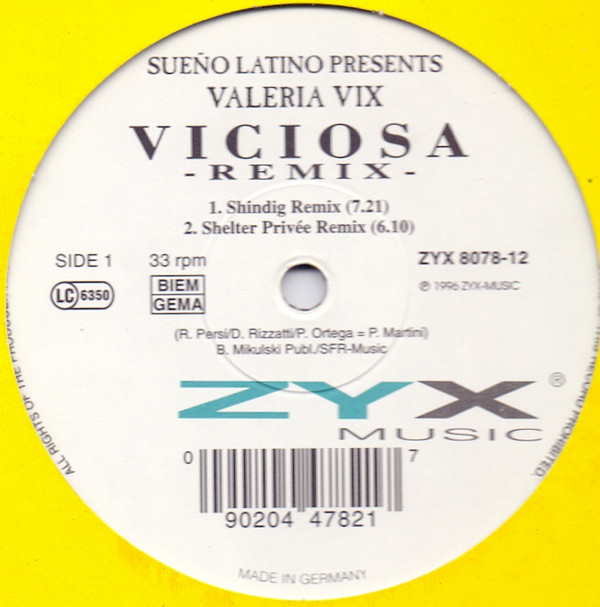 SUEÑO LATINO PRESENTS
VALERIA VIX
VICIOSA
- REMIX -
1. Shindig Remix (7.21)
2. Shelter Privée Remix (6.10)
SIDE 1 33 rpm
ZYX 8078-12
LC 6350
BIEM
GEMA
℗ 1996 ZYX-MUSIC
(R. Persi/D. Rizzatti/P. Ortega = P. Martini)
B. Mikulski Publ./SFR-Music
ZYX ®
MUSIC
0 90204 47821 7
ALL RIGHTS OF THE
RECORD PROHIBITED.
MADE IN GERMANY